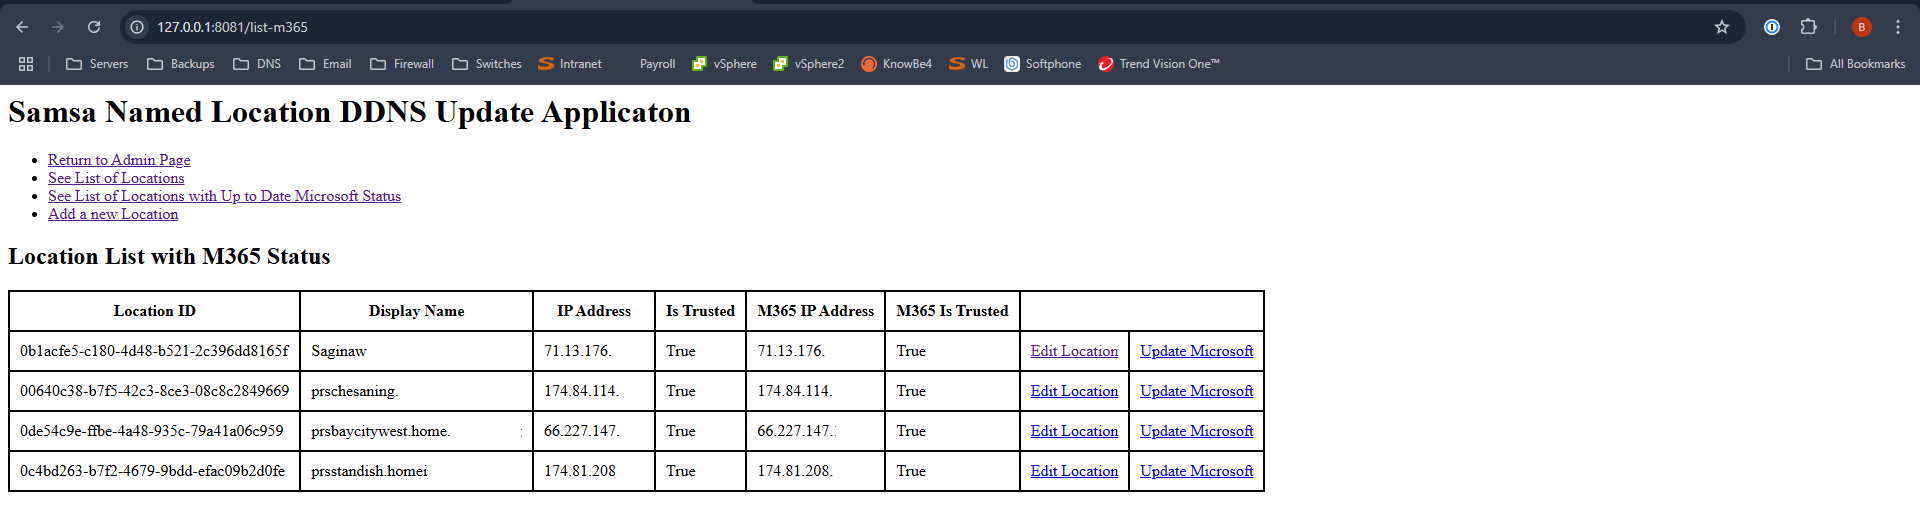 127.0.0.1:8081/list-m365
B
Servers Backups DNS Email Firewall Switches Intranet Payroll vSphere vSphere2 KnowBe4 WL Softphone Trend Vision One™ All Bookmarks
Samsa Named Location DDNS Update Applicaton
Return to Admin Page
See List of Locations
See List of Locations with Up to Date Microsoft Status
Add a new Location
Location List with M365 Status
Location ID Display Name IP Address Is Trusted M365 IP Address M365 Is Trusted
0b1acfe5-c180-4d48-b521-2c396dd8165f Saginaw 71.13.176. True 71.13.176. True Edit Location Update Microsoft
00640c38-b7f5-42c3-8ce3-08c8c2849669 prschesaning. 174.84.114. True 174.84.114. True Edit Location Update Microsoft
0de54c9e-ffbe-4a48-935c-79a41a06c959 prsbaycitywest.home. 66.227.147. True 66.227.147. True Edit Location Update Microsoft
0c4bd263-b7f2-4679-9bdd-efac09b2d0fe prsstandish.homei 174.81.208 True 174.81.208. True Edit Location Update Microsoft